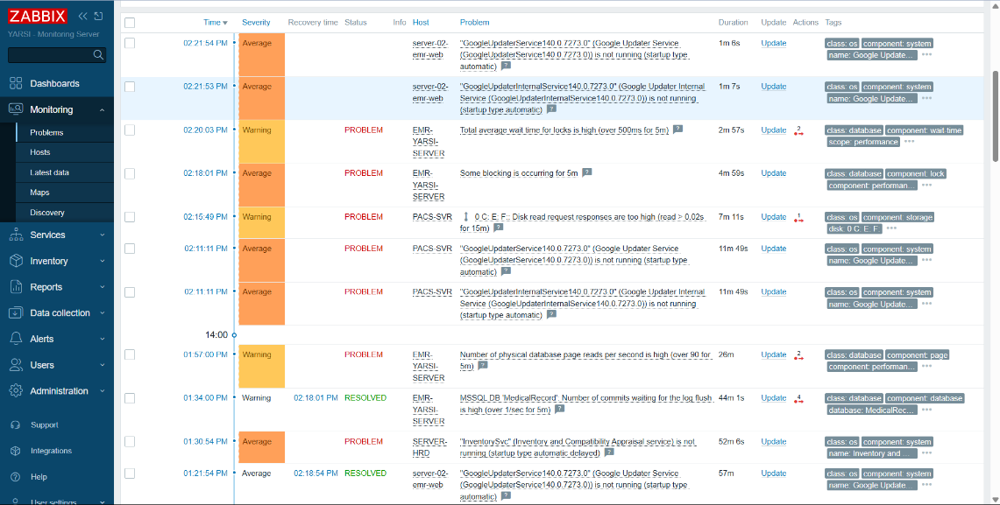 ZABBIX
YARSI - Monitoring Server
Dashboards
Monitoring
Problems
Hosts
Latest data
Maps
Discovery
Services
Inventory
Reports
Data collection
Alerts
Users
Administration
Support
Integrations
Help
User settings
Time Severity Recovery time Status Info Host Problem Duration Update Actions Tags
02:21:54 PM Average server-02- "GoogleUpdaterService140.0.7273.0" (Google Updater Service 1m 6s Update class: os component: system
emr-web (GoogleUpdaterService140.0.7273.0)) is not running (startup type name: Google Update... •••
automatic) ?
02:21:53 PM Average server-02- "GoogleUpdaterInternalService140.0.7273.0" (Google Updater Internal 1m 7s Update class: os component: system
emr-web Service (GoogleUpdaterInternalService140.0.7273.0)) is not running name: Google Update... •••
(startup type automatic) ?
02:20:03 PM Warning PROBLEM EMR- Total average wait time for locks is high (over 500ms for 5m) ? 2m 57s Update 2 class: database component: wait-time
YARSI- scope: performance •••
SERVER
02:18:01 PM Average PROBLEM EMR- Some blocking is occurring for 5m ? 4m 59s Update class: database component: lock
YARSI- component: performan... •••
SERVER
02:15:49 PM Warning PROBLEM PACS-SVR 0 C: E: F:: Disk read request responses are too high (read > 0.02s 7m 11s Update 1 class: os component: storage
for 15m) ? disk: 0 C: E: F: •••
02:11:11 PM Average PROBLEM PACS-SVR "GoogleUpdaterService140.0.7273.0" (Google Updater Service 11m 49s Update class: os component: system
(GoogleUpdaterService140.0.7273.0)) is not running (startup type name: Google Update... •••
automatic) ?
02:11:11 PM Average PROBLEM PACS-SVR "GoogleUpdaterInternalService140.0.7273.0" (Google Updater Internal 11m 49s Update class: os component: system
Service (GoogleUpdaterInternalService140.0.7273.0)) is not running name: Google Update... •••
(startup type automatic) ?
14:00
01:57:00 PM Warning PROBLEM EMR- Number of physical database page reads per second is high (over 90 for 26m Update 2 class: database component: page
YARSI- 5m) ? component: performan... •••
SERVER
01:34:00 PM Warning 02:18:01 PM RESOLVED EMR- MSSQL DB 'MedicalRecord': Number of commits waiting for the log flush 44m 1s Update 4 class: database component: database
YARSI- is high (over 1/sec for 5m) ? database: MedicalRec... •••
SERVER
01:30:54 PM Average PROBLEM SERVER- "InventorySvc" (Inventory and Compatibility Appraisal service) is not 52m 6s Update class: os component: system
HRD running (startup type automatic delayed) ? name: Inventory and ... •••
01:21:54 PM Average 02:18:54 PM RESOLVED server-02- "GoogleUpdaterService140.0.7273.0" (Google Updater Service 57m Update class: os component: system
emr-web (GoogleUpdaterService140.0.7273.0)) is not running (startup type name: Google Update... •••
automatic) ?